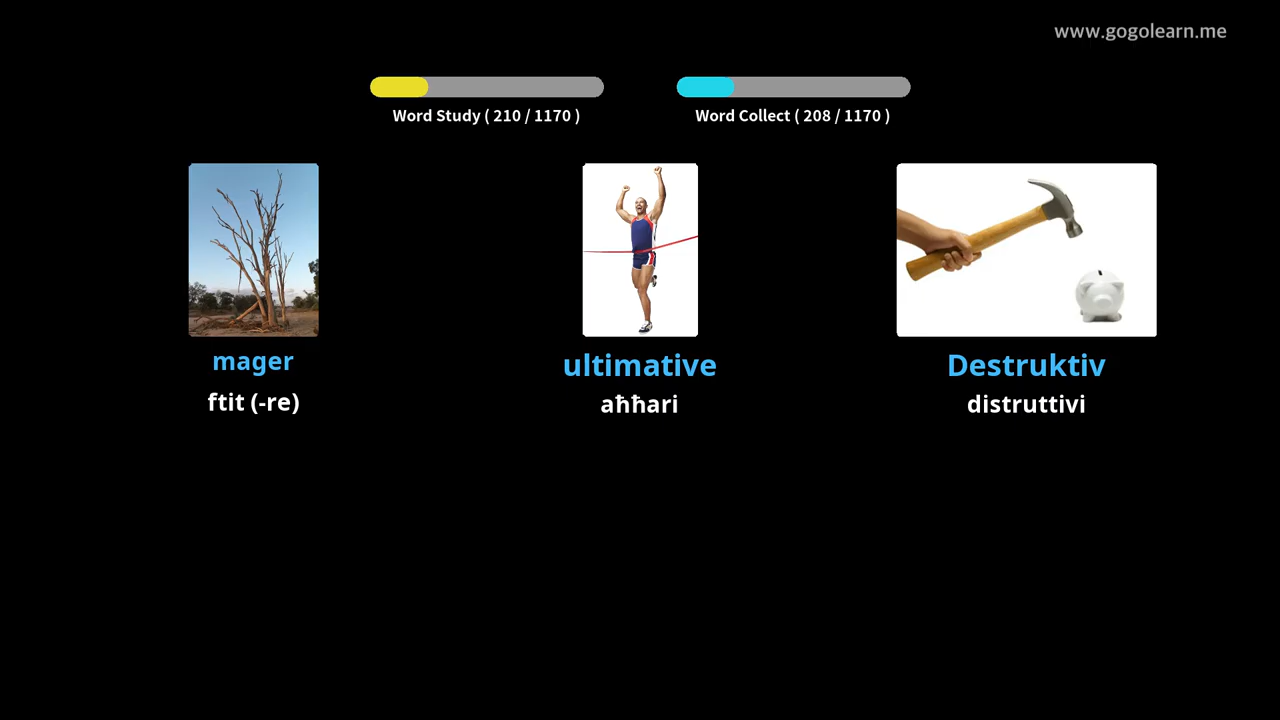 www.gogolearn.me
Word Study ( 210 / 1170 )
Word Collect ( 208 / 1170 )
mager
ftit (-re)
ultimative
aħħari
Destruktiv
distruttivi